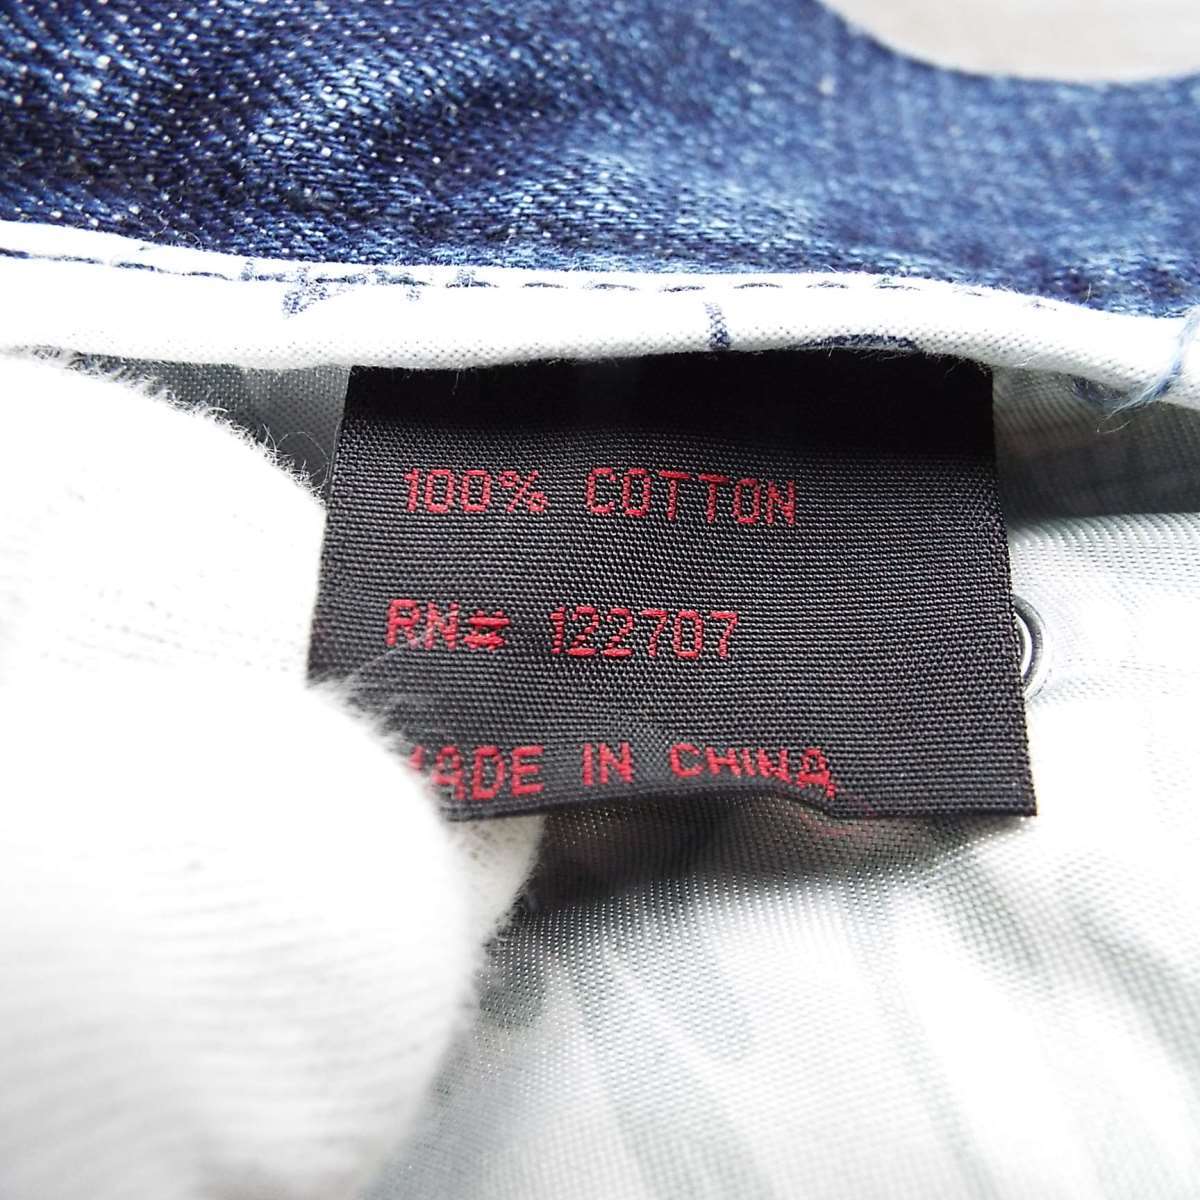 100% COTTON
RN# 122707
MADE IN CHINA